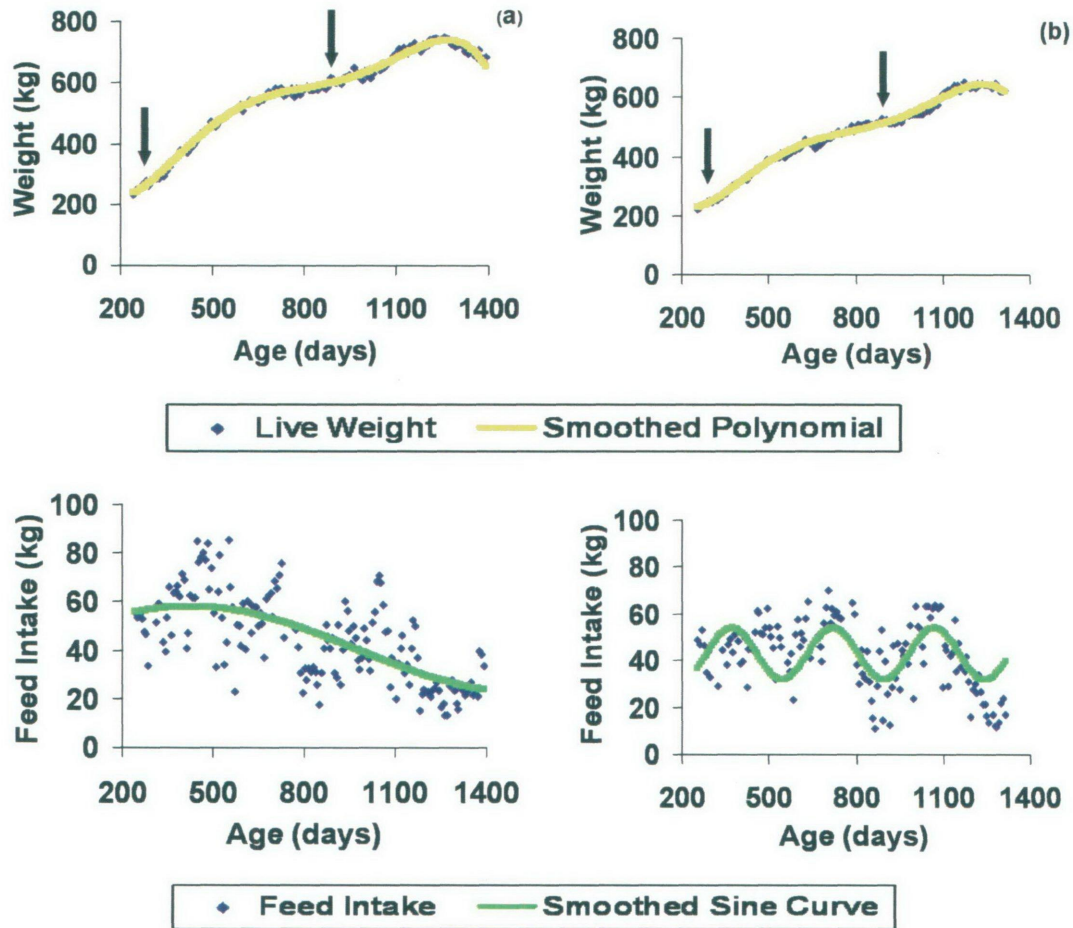 (a)
800
600
400
200
0
Weight (kg)
200 500 800 1100 1400
Age (days)
(b)
800
600
400
200
0
Weight (kg)
200 500 800 1100 1400
Age (days)
Live Weight Smoothed Polynomial
100
80
60
40
20
0
Feed Intake (kg)
200 500 800 1100 1400
Age (days)
100
80
60
40
20
0
Feed Intake (kg)
200 500 800 1100 1400
Age (days)
Feed Intake Smoothed Sine Curve